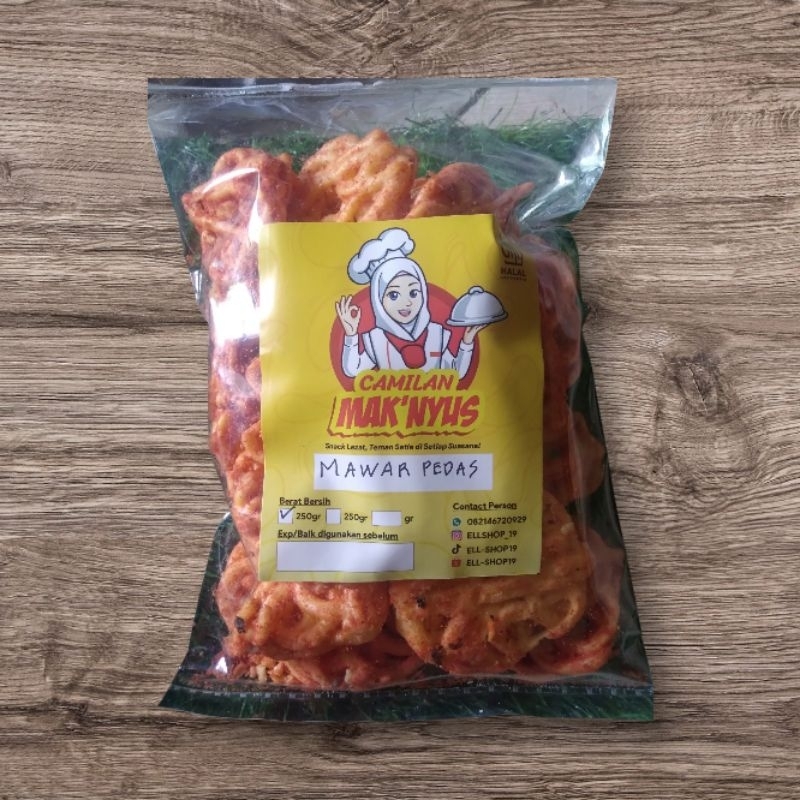 HALAL
CAMILAN
MAK'NYUS
Snack Lezat, Teman Setia di Setiap Suasana!
MAWAR PEDAS
Berat Bersih
250gr 250gr gr
Exp/Baik digunakan sebelum
Contact Person
082146720929
ELLSHOP_19
ELL-SHOP19
ELL-SHOP19